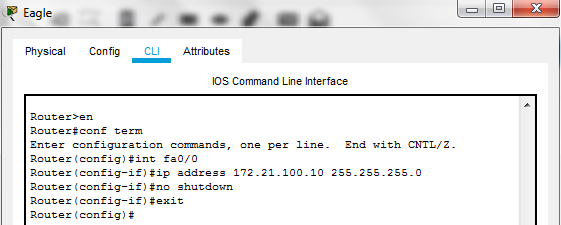 Eagle
Physical Config CLI Attributes
IOS Command Line Interface
Router>en
Router#conf term
Enter configuration commands, one per line.  End with CNTL/Z.
Router(config)#int fa0/0
Router(config-if)#ip address 172.21.100.10 255.255.255.0
Router(config-if)#no shutdown
Router(config-if)#exit
Router(config)#